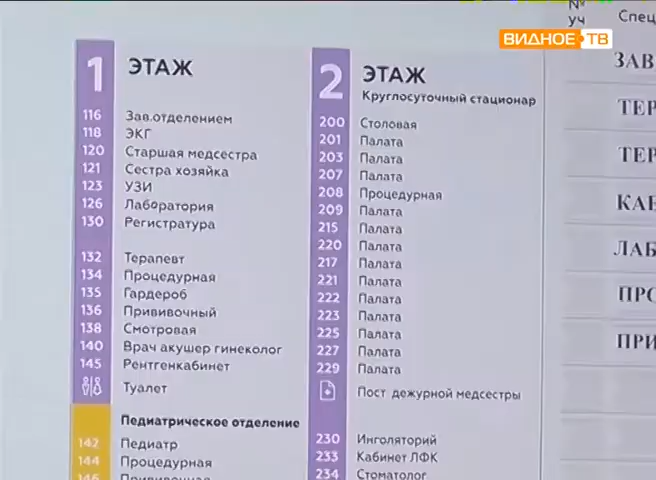 №
уч
Спец
ВИДНОЕ ТВ
1 ЭТАЖ
116 Зав.отделением
118 ЭКГ
120 Старшая медсестра
121 Сестра хозяйка
123 УЗИ
126 Лаборатория
130 Регистратура
132 Терапевт
134 Процедурная
135 Гардероб
136 Прививочный
138 Смотровая
140 Врач акушер гинеколог
145 Рентгенкабинет
Туалет
Педиатрическое отделение
142 Педиатр
144 Процедурная
146 Прививочная
2 ЭТАЖ
Круглосуточный стационар
200 Столовая
201 Палата
203 Палата
207 Палата
208 Процедурная
209 Палата
215 Палата
220 Палата
217 Палата
221 Палата
222 Палата
223 Палата
225 Палата
227 Палата
229 Палата
Пост дежурной медсестры
230 Инголяторий
233 Кабинет ЛФК
234 Стоматолог
ЗАВ
ТЕР
ТЕР
КАБ
ЛАБ
ПРО
ПРИ